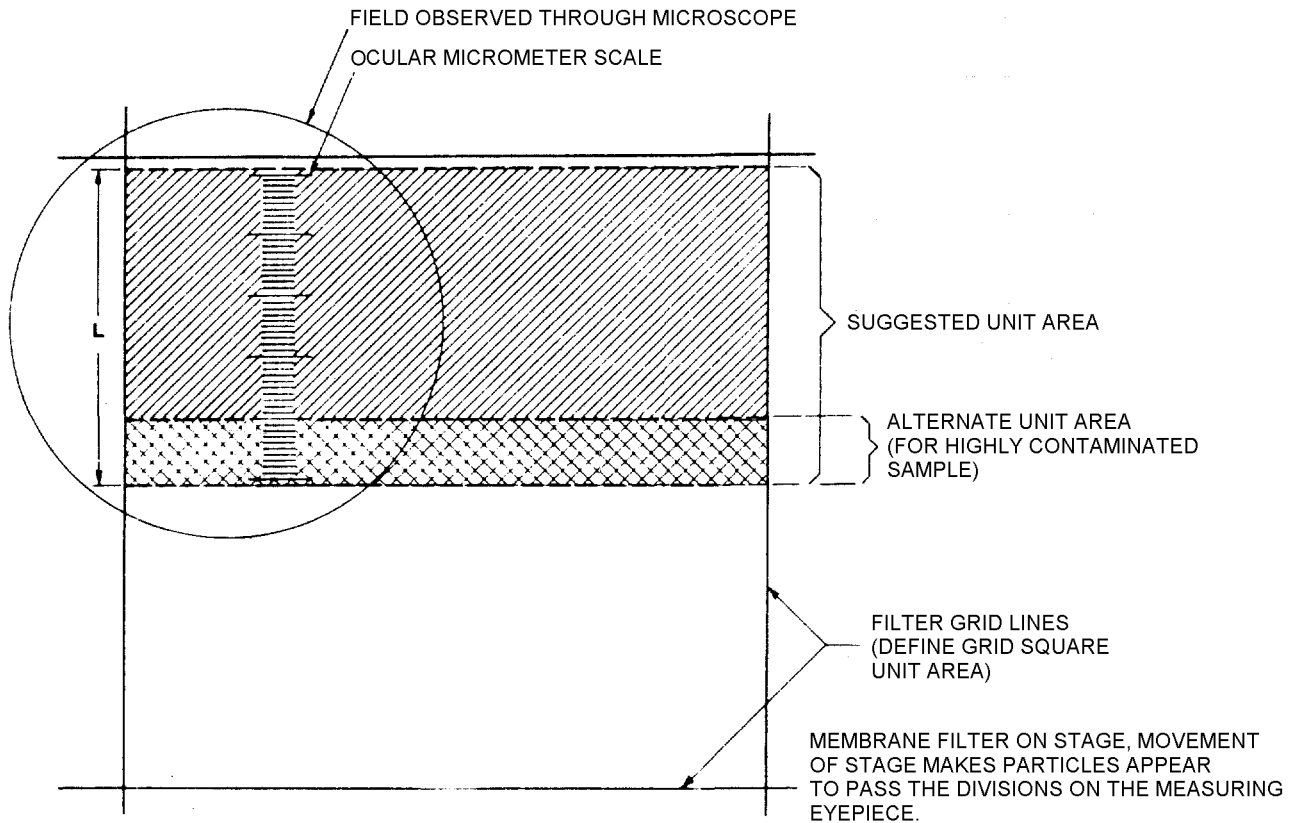 FIELD OBSERVED THROUGH MICROSCOPE
OCULAR MICROMETER SCALE
L
SUGGESTED UNIT AREA
ALTERNATE UNIT AREA
(FOR HIGHLY CONTAMINATED
SAMPLE)
FILTER GRID LINES
(DEFINE GRID SQUARE
UNIT AREA)
MEMBRANE FILTER ON STAGE, MOVEMENT
OF STAGE MAKES PARTICLES APPEAR
TO PASS THE DIVISIONS ON THE MEASURING
EYEPIECE.